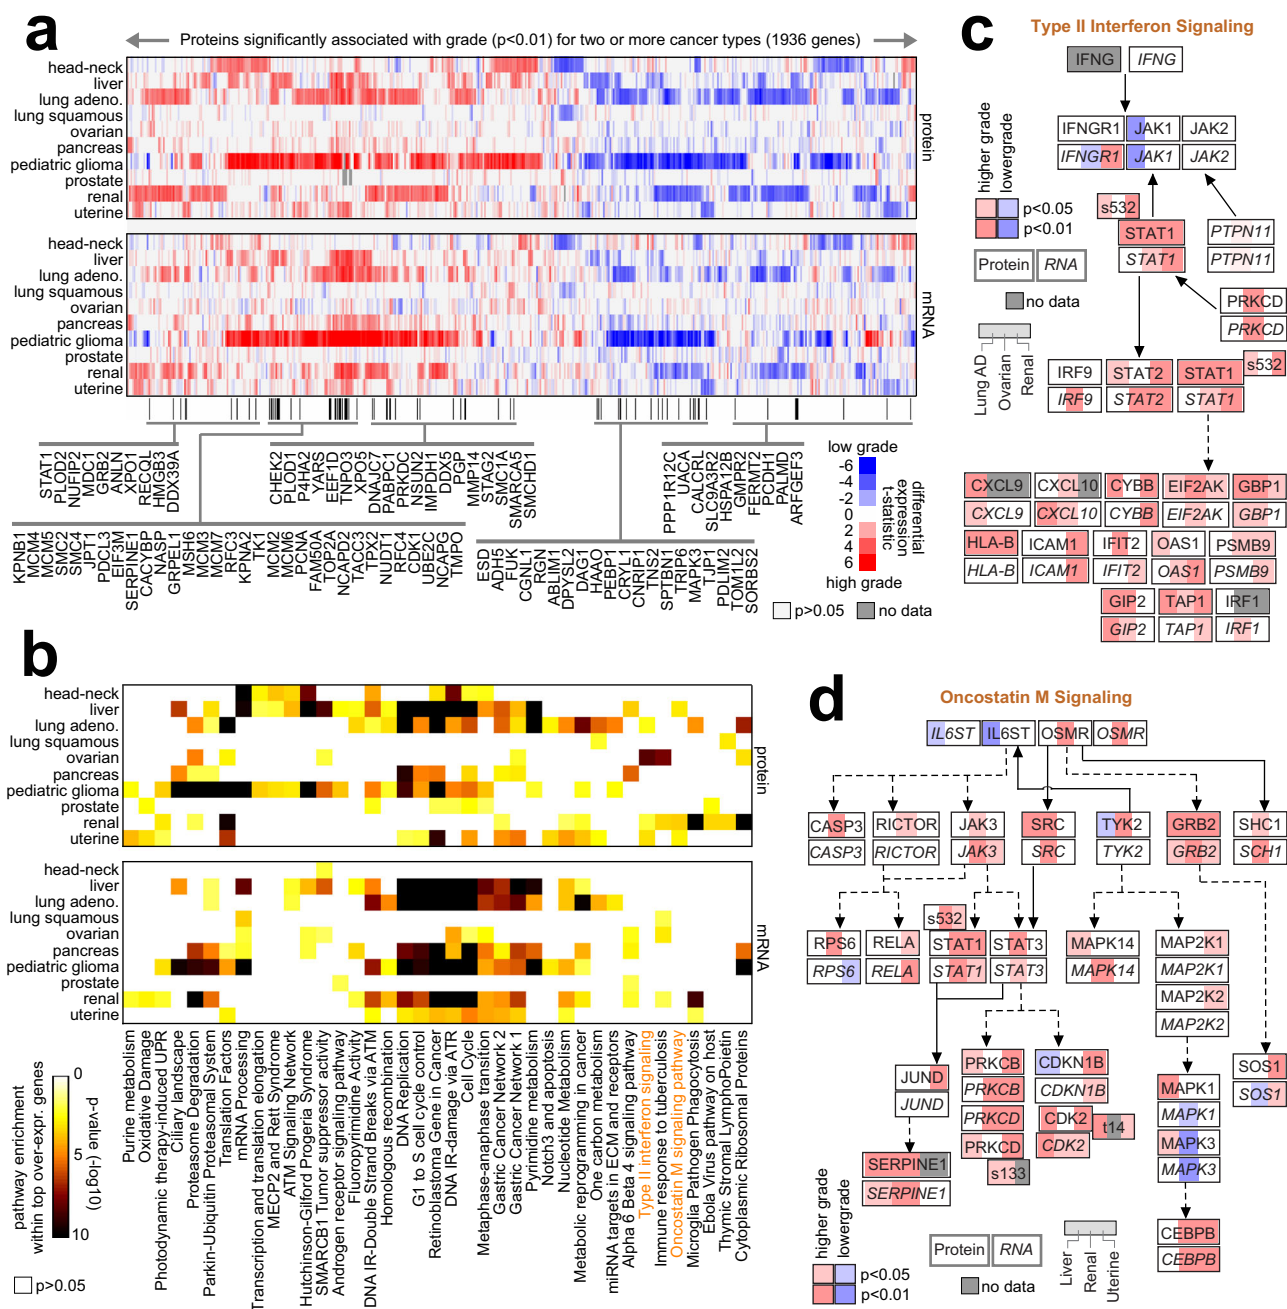 a
Proteins significantly associated with grade (p<0.01) for two or more cancer types (1936 genes)
head-neck
liver
lung adeno.
lung squamous
ovarian
pancreas
pediatric glioma
prostate
renal
uterine
protein
head-neck
liver
lung adeno.
lung squamous
ovarian
pancreas
pediatric glioma
prostate
renal
uterine
mRNA
STAT1
PLOD2
NUFIP2
MDC1
GRB2
ANLN
XPO1
RECQL
HMGB3
DDX39A
CHEK2
PLOD1
P4HA2
YARS
EEF1D
TNPO3
XPO5
DNAJC7
PABPC1
PRKDC
NSUN2
IMPDH1
DDX5
PGP
MMP14
STAG2
SMC1A
SMARCA5
SMCHD1
PPP1R12C
UACA
CALCRL
SLC9A3R2
HSPA12B
GMPR2
FERMT2
PCDH1
PALMD
ARFGEF3
KPNB1
MCM4
MCM5
SMC2
SMC4
JPT1
PDCL3
EIF3M
SERPINE1
CACYBP
NASP
GRPEL1
MSH6
MCM3
MCM7
RFC3
KPNA2
TK1
MCM2
MCM6
PCNA
FAM50A
TOP2A
NCAPD2
TACC3
TPX2
NUDT1
RFC4
CDK1
UBE2C
NCAPG
TMPO
ESD
ADH5
FUK
CGNL1
RGN
ABLIM1
DPYSL2
DAG1
HAAO
PEBP1
CRYL1
CNRIP1
TNS2
SPTBN1
TRIP6
MAPK3
TJP1
PDLIM2
TOM1L2
SORBS2
low grade
-6
-4
-2
0
2
4
6
differential
expression
t-statistic
high grade
p>0.05
no data
b
head-neck
liver
lung adeno.
lung squamous
ovarian
pancreas
pediatric glioma
prostate
renal
uterine
protein
head-neck
liver
lung adeno.
lung squamous
ovarian
pancreas
pediatric glioma
prostate
renal
uterine
mRNA
Purine metabolism
Oxidative Damage
Photodynamic therapy-induced UPR
Ciliary landscape
Proteasome Degradation
Parkin-Ubiquitin Proteasomal System
Translation Factors
mRNA Processing
Transcription and translation elongation
MECP2 and Rett Syndrome
ATM Signaling Network
Hutchinson-Gilford Progeria Syndrome
SMARCB1 Tumor suppressor activity
Androgen receptor signaling pathway
Fluoropyrimidine Activity
DNA IR-Double Strand Breaks via ATM
Homologous recombination
DNA Replication
G1 to S cell cycle control
Retinoblastoma Gene in Cancer
DNA IR-damage via ATR
Cell Cycle
Metaphase-anaphase transition
Gastric Cancer Network 2
Gastric Cancer Network 1
Pyrimidine metabolism
Notch3 and apoptosis
Nucleotide Metabolism
Metabolic reprogramming in cancer
One carbon metabolism
miRNA targets in ECM and receptors
Alpha 6 Beta 4 signaling pathway
Type II interferon signaling
Immune response to tuberculosis
Oncostatin M signaling pathway
Microglia Pathogen Phagocytosis
Ebola Virus pathway on host
Thymic Stromal LymphoPoietin
Cytoplasmic Ribosomal Proteins
pathway enrichment
within top over-expr. genes
0
5
10
p-value (-log10)
p>0.05
c
Type II Interferon Signaling
IFNG
IFNG
IFNGR1
JAK1
JAK2
IFNGR1
JAK1
JAK2
higher grade
lowergrade
p<0.05
p<0.01
Protein
RNA
no data
Lung AD
Ovarian
Renal
s532
STAT1
STAT1
PTPN11
PTPN11
PRKCD
PRKCD
IRF9
STAT2
STAT1
s532
IRF9
STAT2
STAT1
CXCL9
CXCL10
CYBB
EIF2AK
GBP1
CXCL9
CXCL10
CYBB
EIF2AK
GBP1
HLA-B
ICAM1
IFIT2
OAS1
PSMB9
HLA-B
ICAM1
IFIT2
OAS1
PSMB9
GIP2
TAP1
IRF1
GIP2
TAP1
IRF1
d
Oncostatin M Signaling
IL6ST
IL6ST
OSMR
OSMR
CASP3
RICTOR
JAK3
SRC
TYK2
GRB2
SHC1
CASP3
RICTOR
JAK3
SRC
TYK2
GRB2
SCH1
s532
RPS6
RELA
STAT1
STAT3
MAPK14
MAP2K1
RPS6
RELA
STAT1
STAT3
MAPK14
MAP2K1
MAP2K2
MAP2K2
PRKCB
CDKN1B
PRKCB
CDKN1B
PRKCD
CDK2
t14
PRKCD
CDK2
s133
JUND
JUND
SERPINE1
SERPINE1
MAPK1
MAPK1
MAPK3
MAPK3
SOS1
SOS1
CEBPB
CEBPB
higher grade
lowergrade
p<0.05
p<0.01
Protein
RNA
no data
Liver
Renal
Uterine